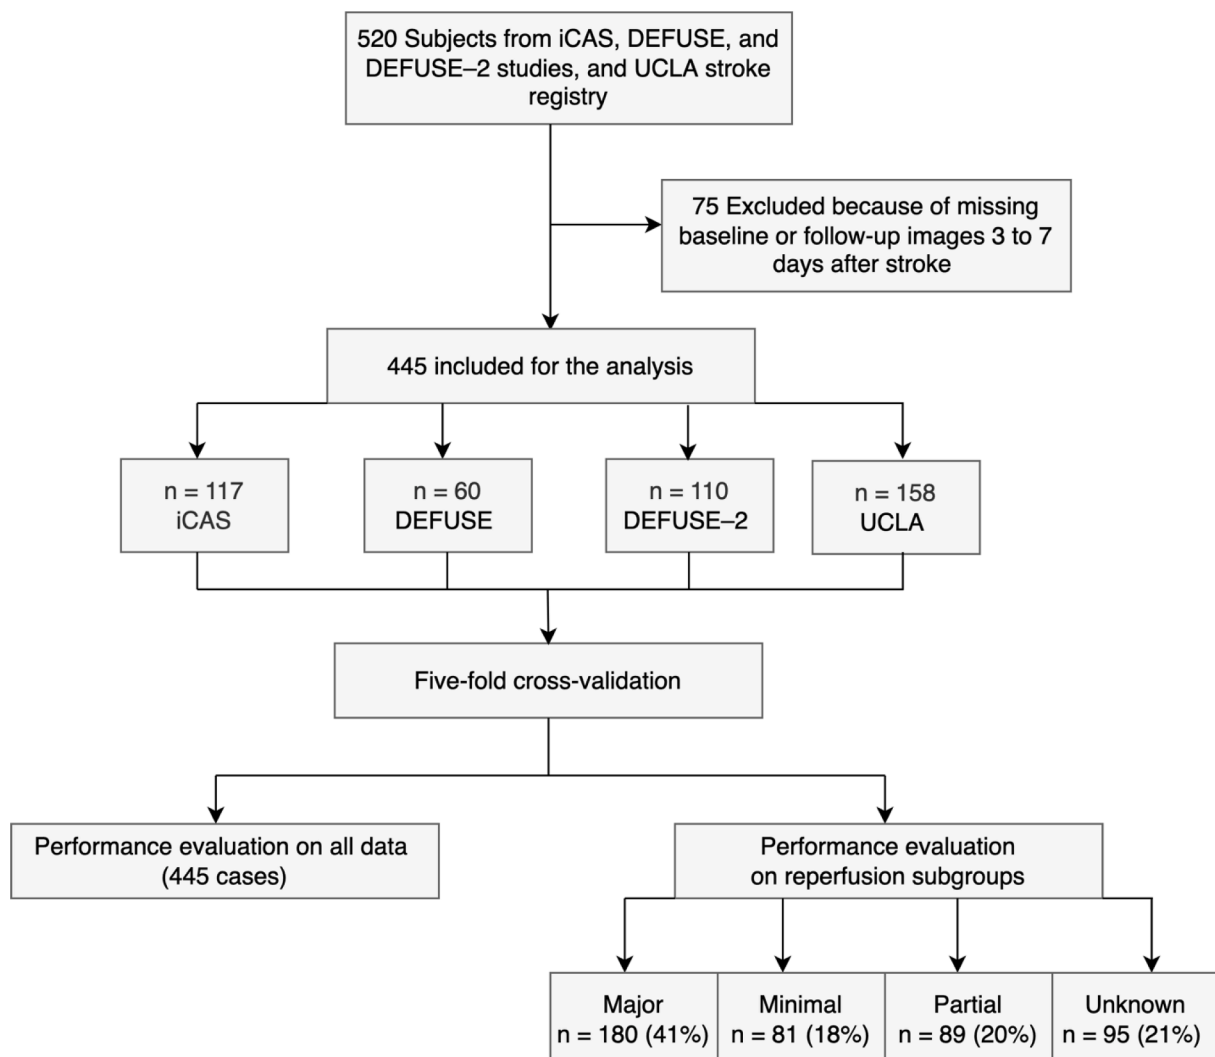 520 Subjects from iCAS, DEFUSE, and
DEFUSE–2 studies, and UCLA stroke
registry
75 Excluded because of missing
baseline or follow-up images 3 to 7
days after stroke
445 included for the analysis
n = 117
iCAS
n = 60
DEFUSE
n = 110
DEFUSE–2
n = 158
UCLA
Five-fold cross-validation
Performance evaluation on all data
(445 cases)
Performance evaluation
on reperfusion subgroups
Major
n = 180 (41%)
Minimal
n = 81 (18%)
Partial
n = 89 (20%)
Unknown
n = 95 (21%)